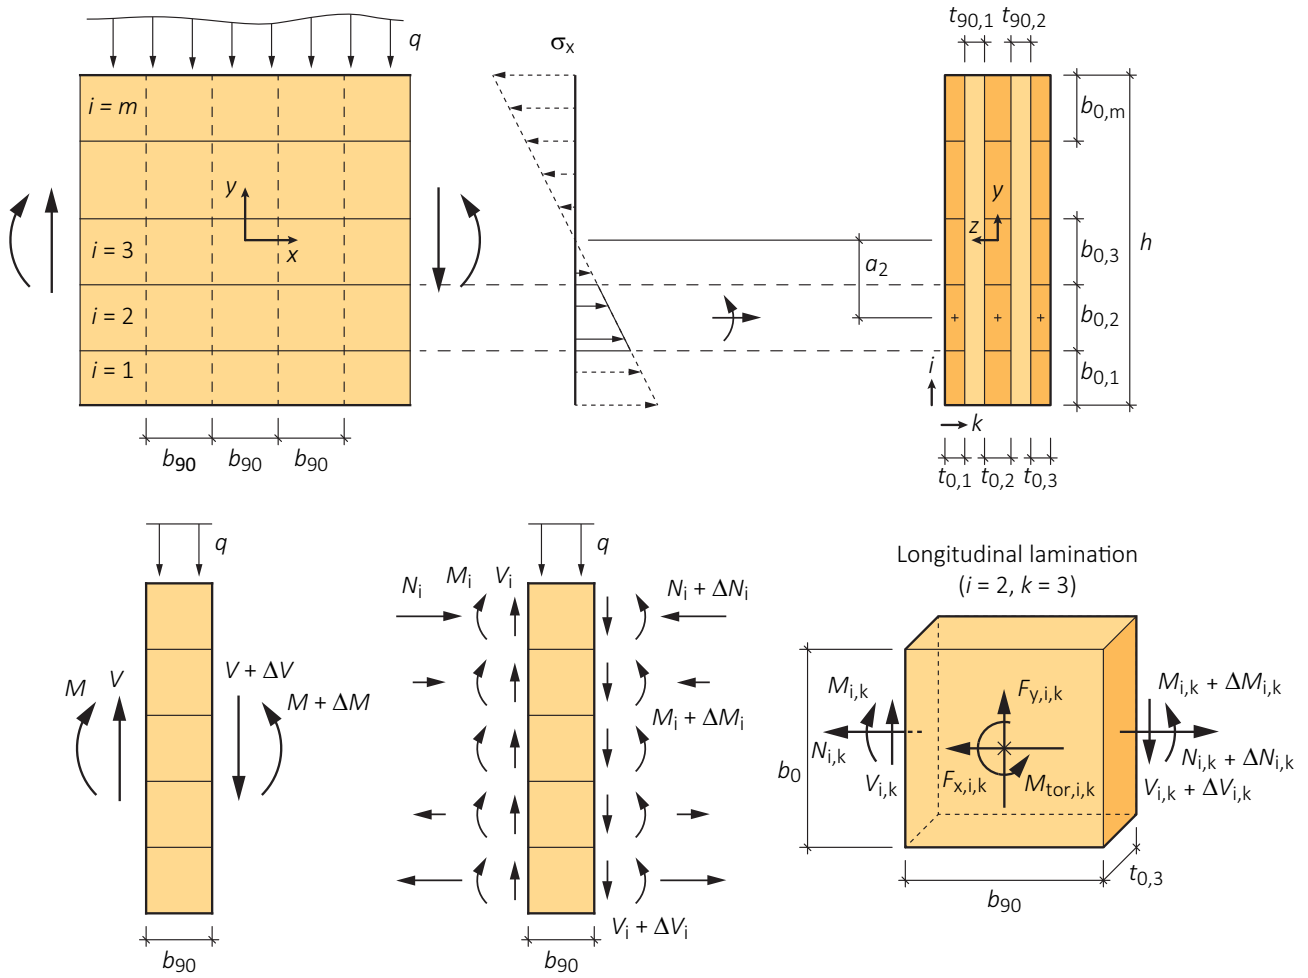 q
i = m
y
x
i = 3
i = 2
i = 1
b90
b90
b90
σx
a2
t90,1
t90,2
b0,m
y
z
h
b0,3
b0,2
b0,1
i
k
t0,1
t0,2
t0,3
q
M
V
V + ΔV
M + ΔM
b90
q
Ni
Mi
Vi
Ni + ΔNi
Mi + ΔMi
Vi + ΔVi
b90
Longitudinal lamination
(i = 2, k = 3)
Mi,k
Ni,k
Vi,k
Fy,i,k
Fx,i,k
Mtor,i,k
Mi,k + ΔMi,k
Ni,k + ΔNi,k
Vi,k + ΔVi,k
b0
t0,3
b90